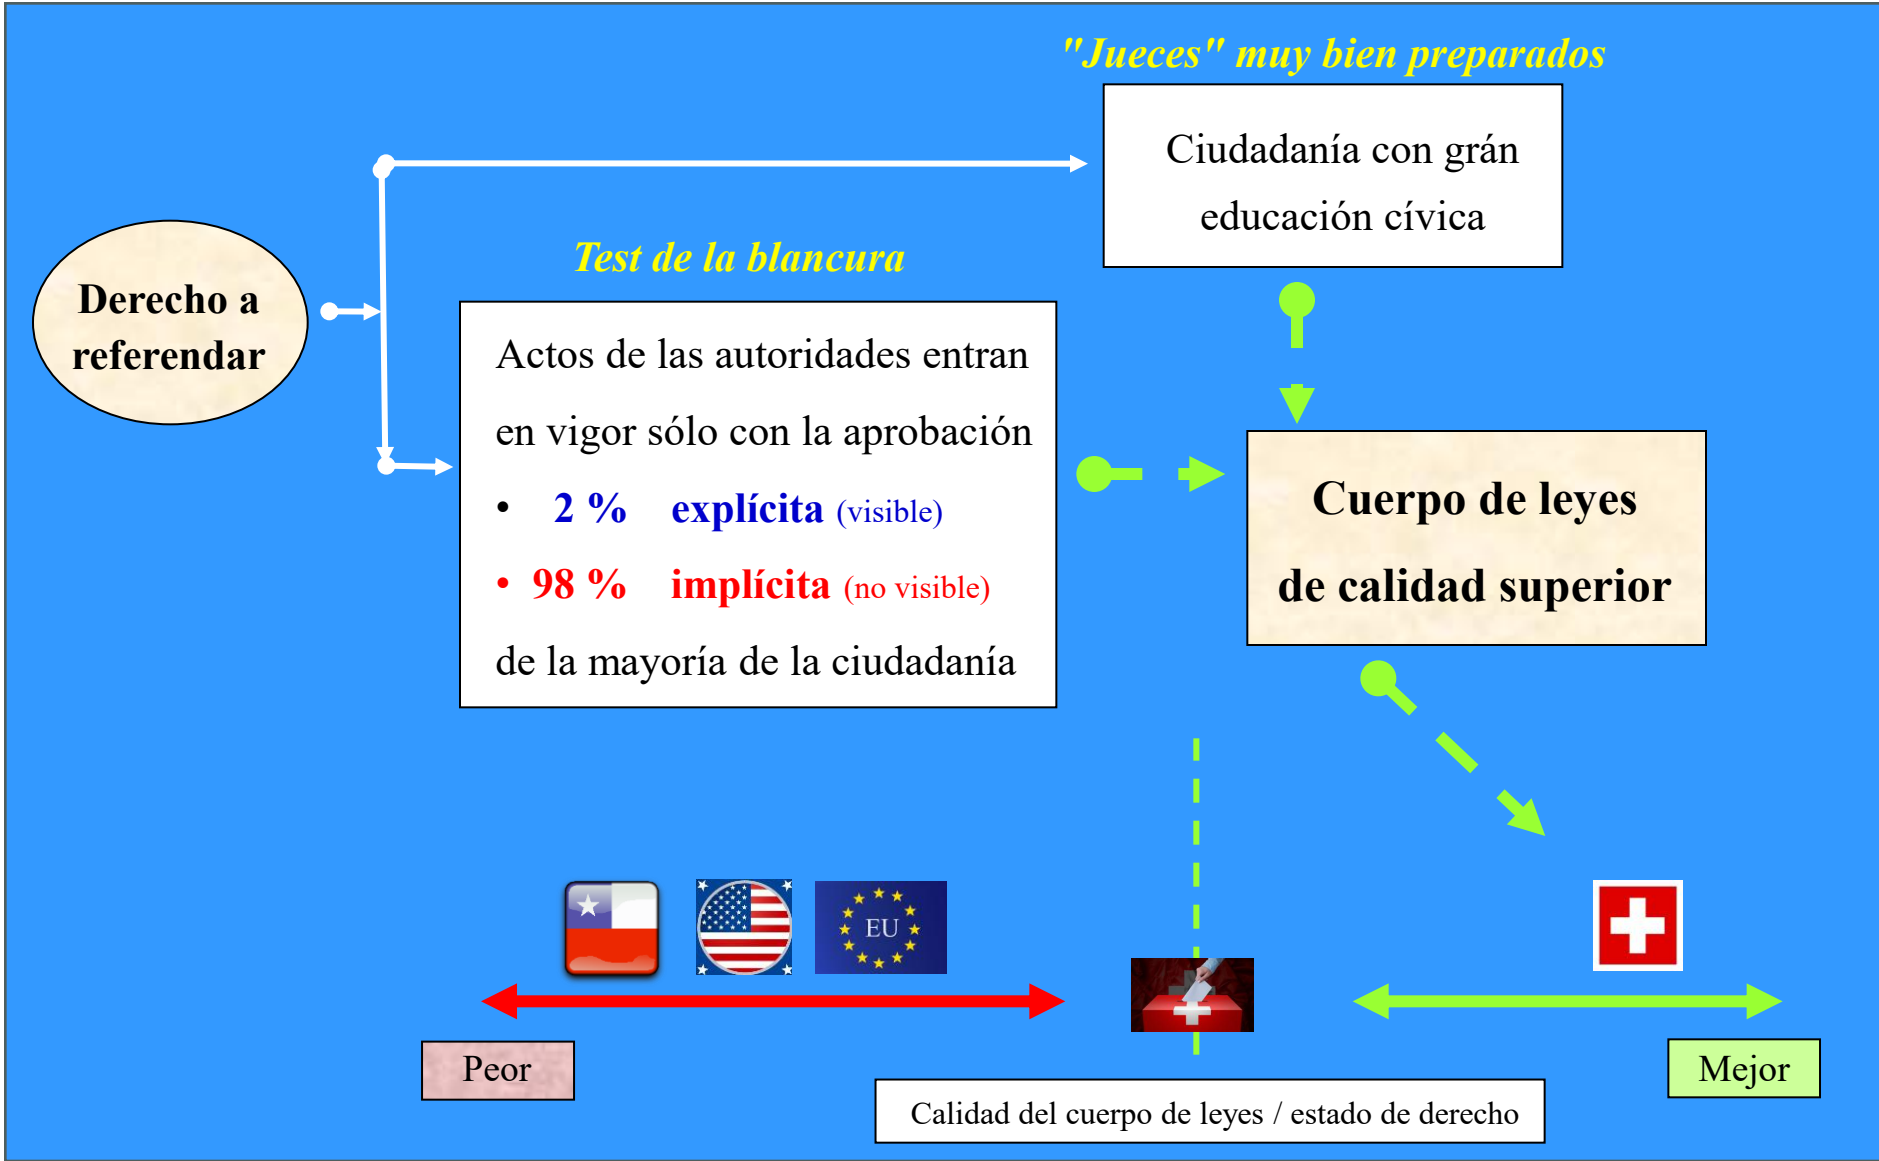 "Jueces" muy bien preparados
Ciudadanía con grán
educación cívica
Test de la blancura
Derecho a
referendar
Actos de las autoridades entran
en vigor sólo con la aprobación
• 2 % explícita (visible)
• 98 % implícita (no visible)
de la mayoría de la ciudadanía
Cuerpo de leyes
de calidad superior
EU
Peor
Mejor
Calidad del cuerpo de leyes / estado de derecho